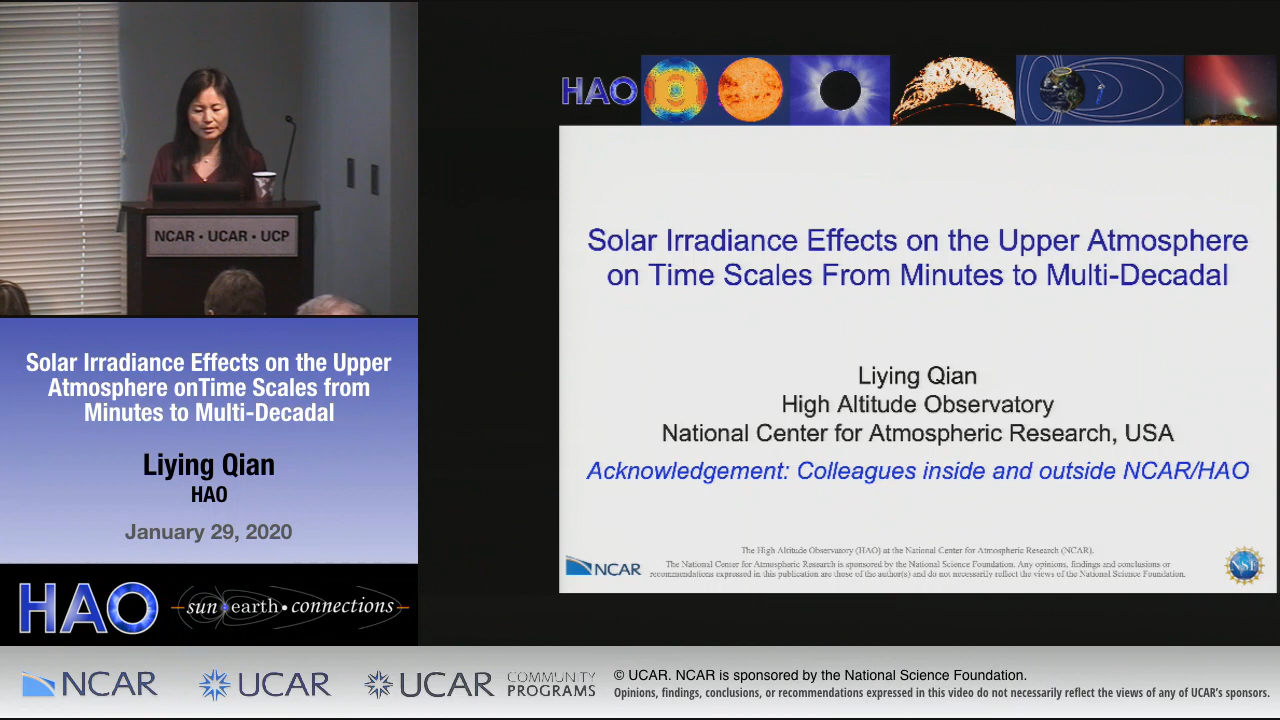 NCAR • UCAR • UCP
Solar Irradiance Effects on the Upper
Atmosphere onTime Scales from
Minutes to Multi-Decadal
Liying Qian
HAO
January 29, 2020
HAO
sun • earth • connections
HAO
Solar Irradiance Effects on the Upper Atmosphere
on Time Scales From Minutes to Multi-Decadal
Liying Qian
High Altitude Observatory
National Center for Atmospheric Research, USA
Acknowledgement: Colleagues inside and outside NCAR/HAO
The High Altitude Observatory (HAO) at the National Center for Atmospheric Research (NCAR).
The National Center for Atmospheric Research is sponsored by the National Science Foundation. Any opinions, findings and conclusions or
recommendations expressed in this publication are those of the author(s) and do not necessarily reflect the views of the National Science Foundation.
NCAR
NSF
NCAR
UCAR
UCAR
COMMUNITY
PROGRAMS
© UCAR. NCAR is sponsored by the National Science Foundation.
Opinions, findings, conclusions, or recommendations expressed in this video do not necessarily reflect the views of any of UCAR's sponsors.